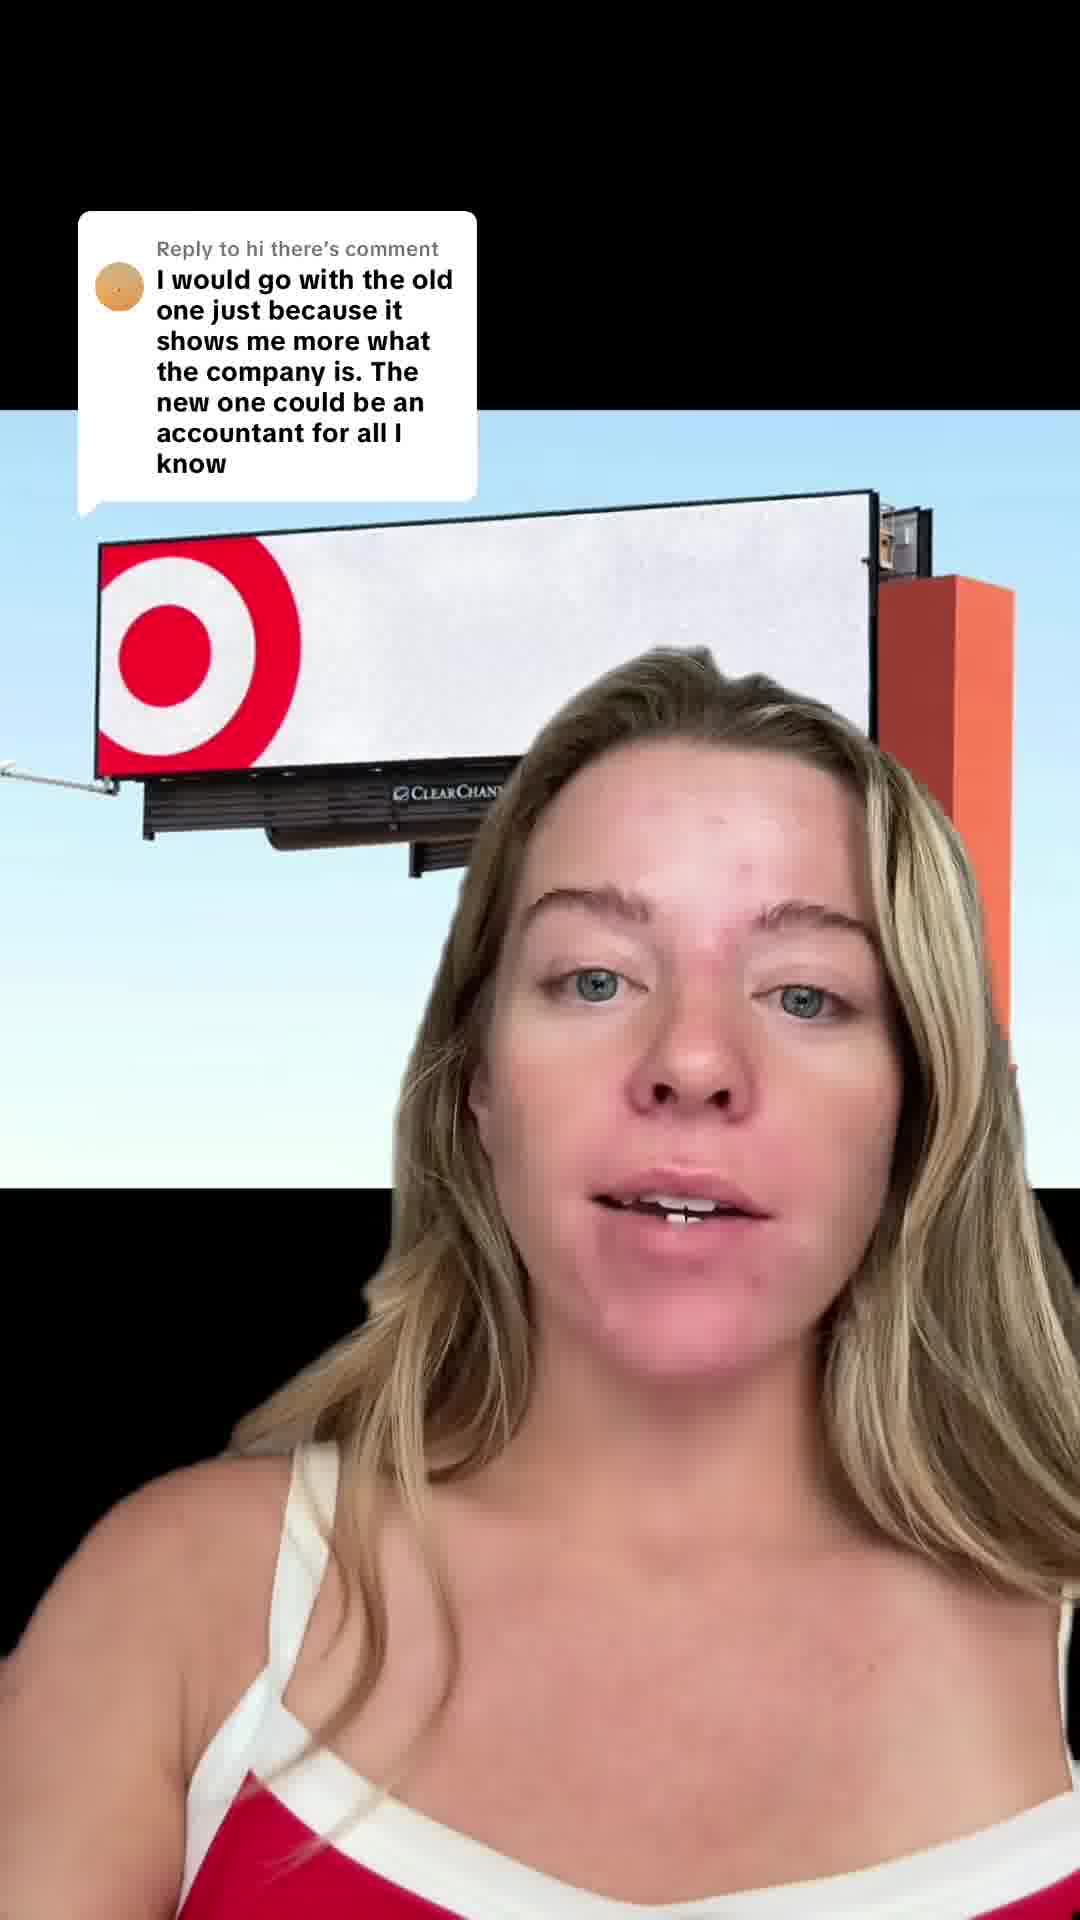 Reply to hi there's comment
I would go with the old
one just because it
shows me more what
the company is. The
new one could be an
accountant for all I
know